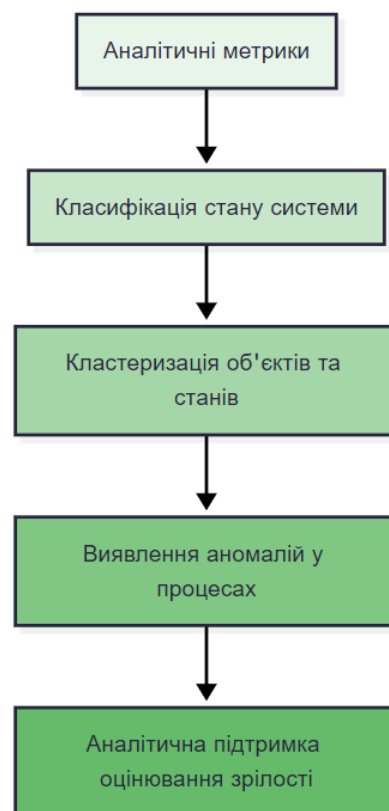 Аналітичні метрики
Класифікація стану системи
Кластеризація об'єктів та
станів
Виявлення аномалій у
процесах
Аналітична підтримка
оцінювання зрілості